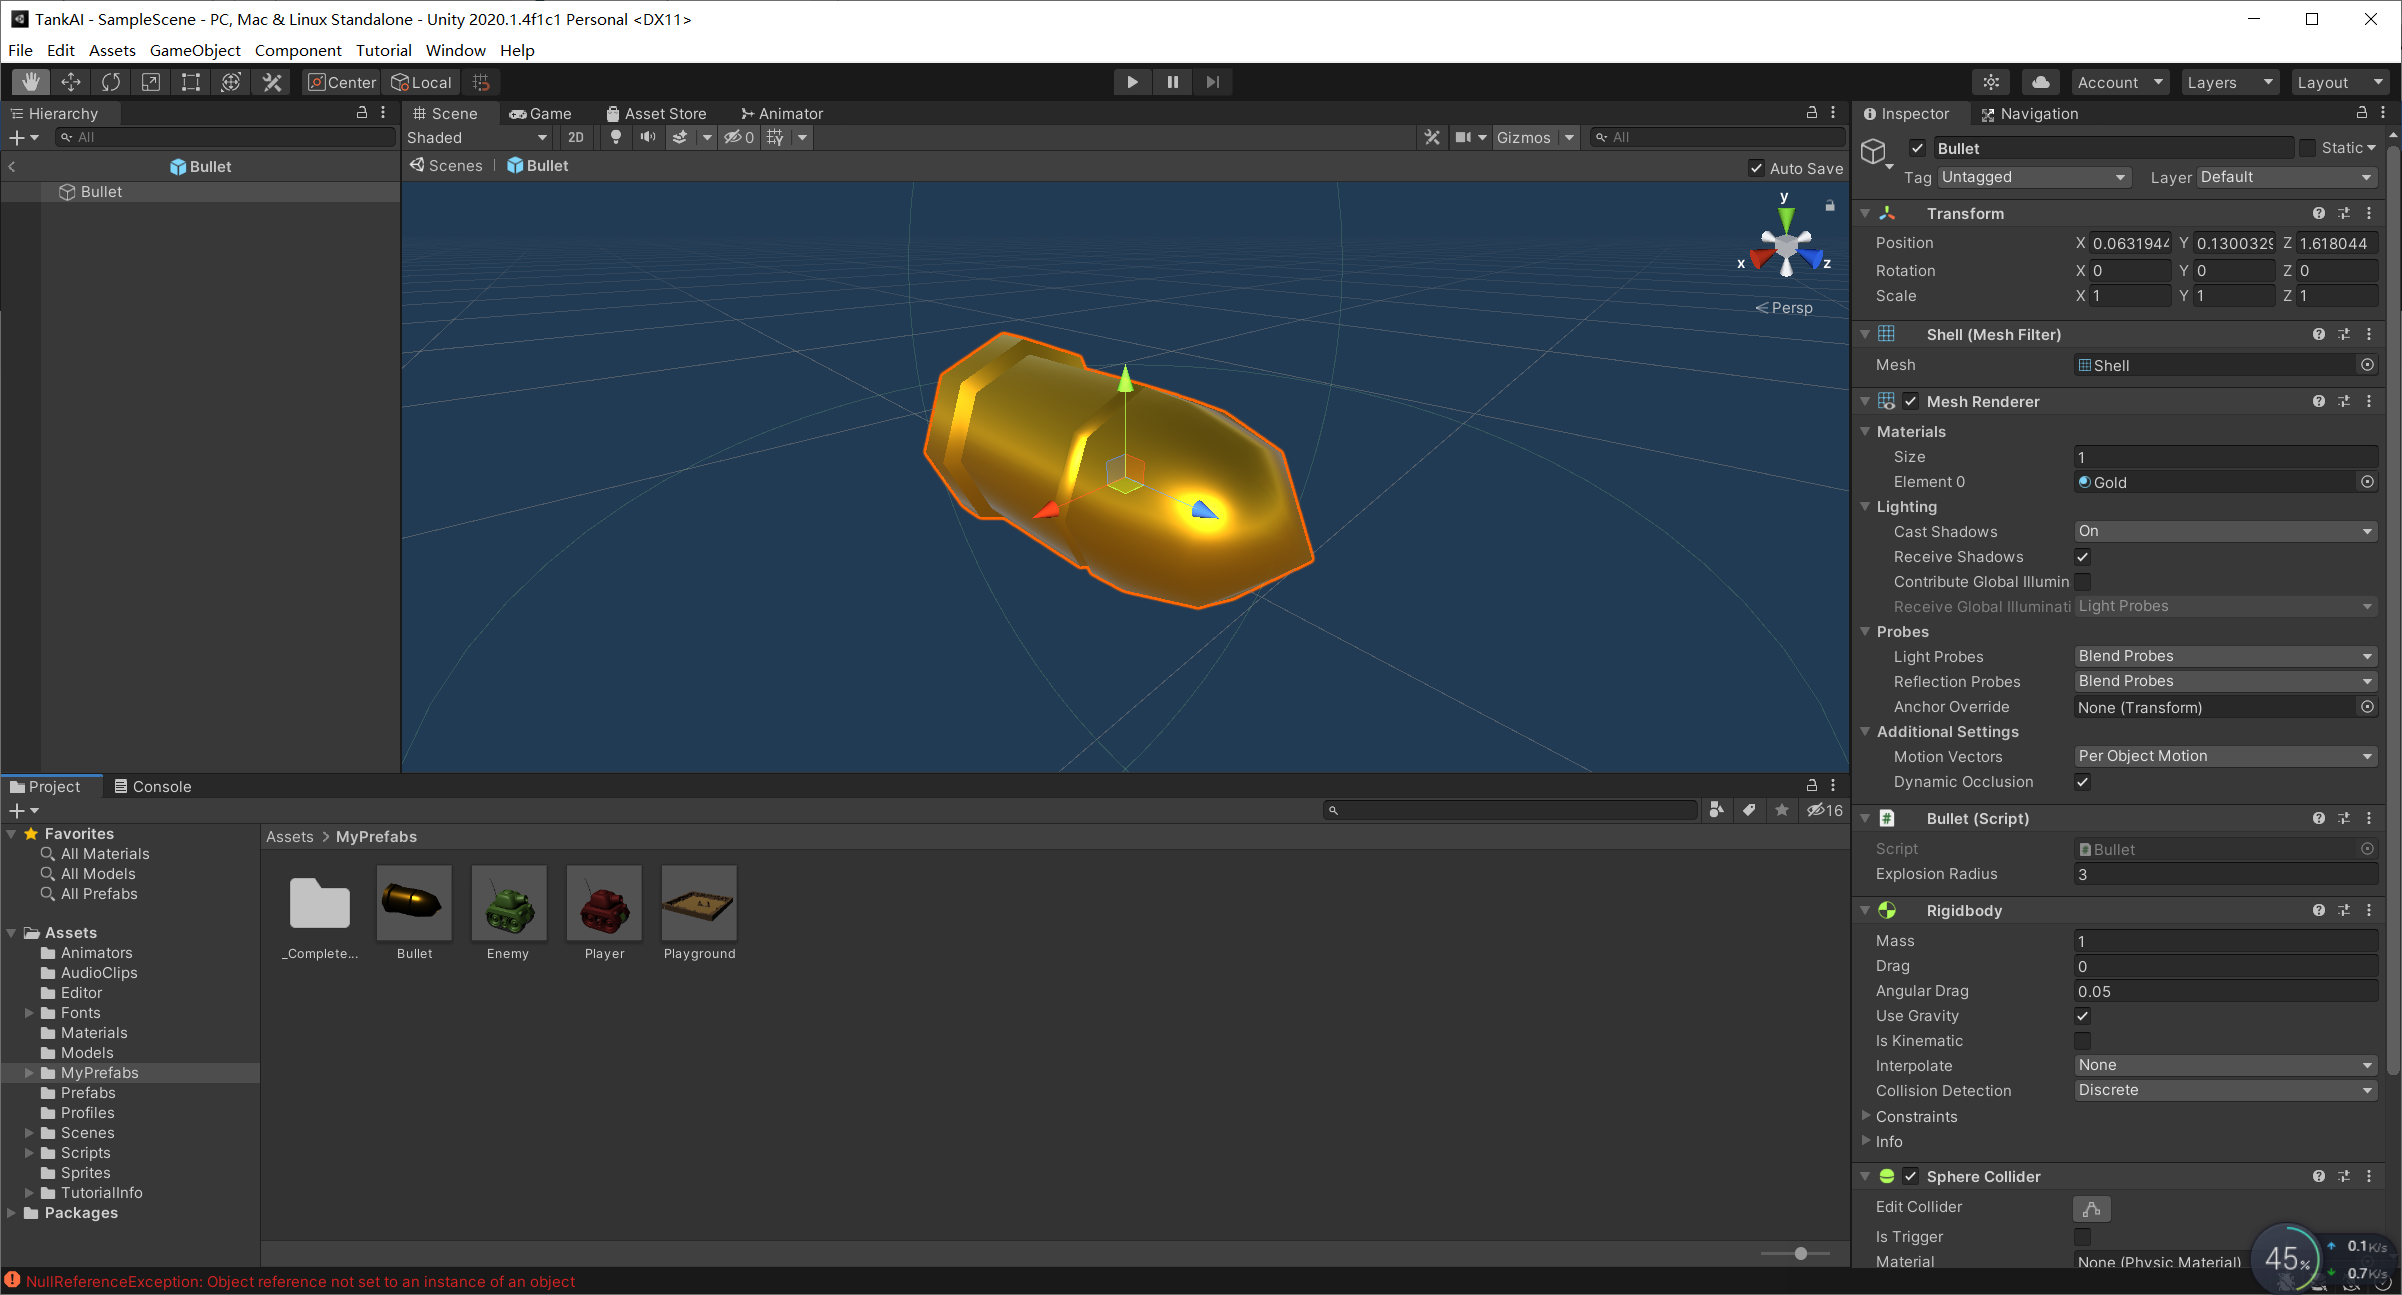 TankAI - SampleScene - PC, Mac & Linux Standalone - Unity 2020.1.4f1c1 Personal <DX11>
File Edit Assets GameObject Component Tutorial Window Help
Center Local Account Layers Layout
Hierarchy
All
Bullet
Bullet
Scene Game Asset Store Animator
Shaded 2D 0 Gizmos All
Scenes Bullet Auto Save
y
x
z
Persp
Project Console
16
Favorites
All Materials
All Models
All Prefabs
Assets
Animators
AudioClips
Editor
Fonts
Materials
Models
MyPrefabs
Prefabs
Profiles
Scenes
Scripts
Sprites
TutorialInfo
Packages
Assets > MyPrefabs
_Complete... Bullet Enemy Player Playground
Inspector Navigation
Bullet Static
Tag Untagged Layer Default
Transform
Position X 0.0631944 Y 0.1300329 Z 1.618044
Rotation X 0 Y 0 Z 0
Scale X 1 Y 1 Z 1
Shell (Mesh Filter)
Mesh Shell
Mesh Renderer
Materials
Size 1
Element 0 Gold
Lighting
Cast Shadows On
Receive Shadows
Contribute Global Illumin
Receive Global Illuminati Light Probes
Probes
Light Probes Blend Probes
Reflection Probes Blend Probes
Anchor Override None (Transform)
Additional Settings
Motion Vectors Per Object Motion
Dynamic Occlusion
Bullet (Script)
Script Bullet
Explosion Radius 3
Rigidbody
Mass 1
Drag 0
Angular Drag 0.05
Use Gravity
Is Kinematic
Interpolate None
Collision Detection Discrete
Constraints
Info
Sphere Collider
Edit Collider
Is Trigger
Material None (Physic Material)
45%
0.1K/s
0.7K/s
NullReferenceException: Object reference not set to an instance of an object